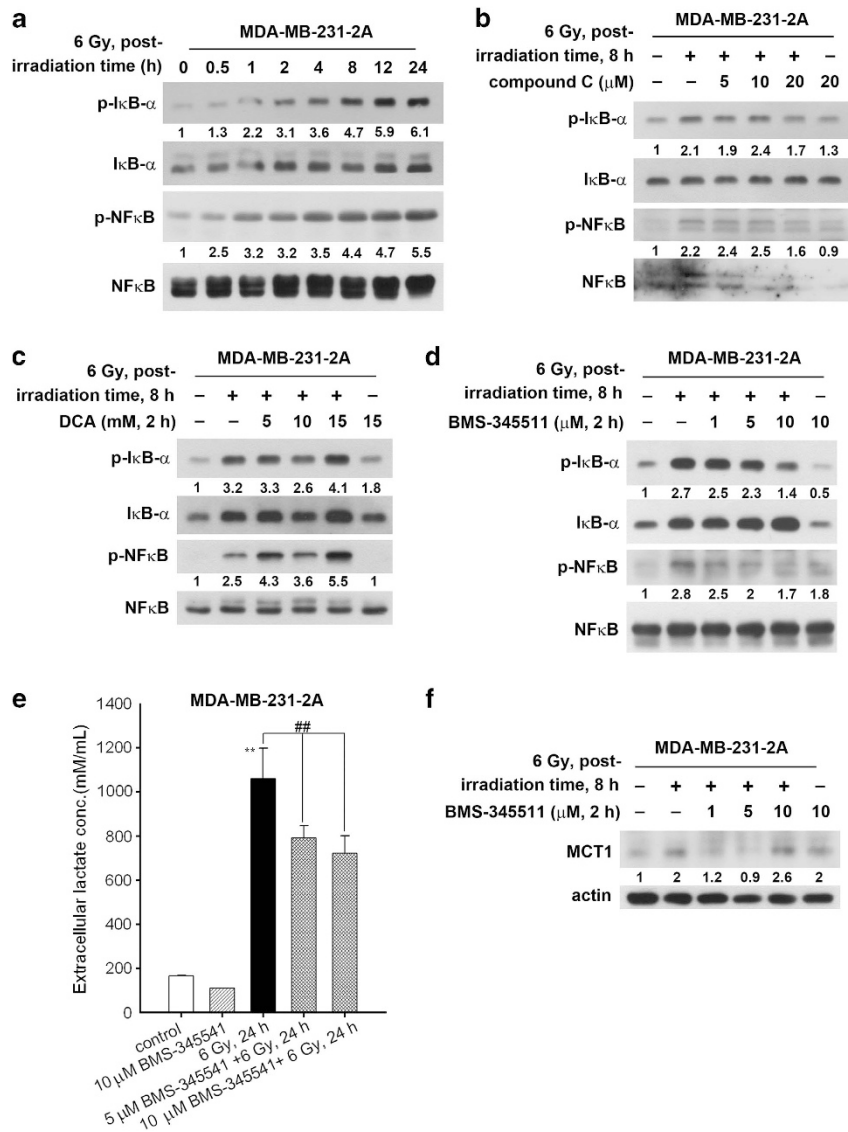 a
MDA-MB-231-2A
6 Gy, post-
irradiation time (h) 0 0.5 1 2 4 8 12 24
p-IκB-α
1 1.3 2.2 3.1 3.6 4.7 5.9 6.1
IκB-α
p-NFκB
1 2.5 3.2 3.2 3.5 4.4 4.7 5.5
NFκB
b
MDA-MB-231-2A
6 Gy, post-
irradiation time, 8 h – + + + + –
compound C (μM) – – 5 10 20 20
p-IκB-α
1 2.1 1.9 2.4 1.7 1.3
IκB-α
p-NFκB
1 2.2 2.4 2.5 1.6 0.9
NFκB
c
MDA-MB-231-2A
6 Gy, post-
irradiation time, 8 h – + + + + –
DCA (mM, 2 h) – – 5 10 15 15
p-IκB-α
1 3.2 3.3 2.6 4.1 1.8
IκB-α
p-NFκB
1 2.5 4.3 3.6 5.5 1
NFκB
d
MDA-MB-231-2A
6 Gy, post-
irradiation time, 8 h – + + + + –
BMS-345511 (μM, 2 h) – – 1 5 10 10
p-IκB-α
1 2.7 2.5 2.3 1.4 0.5
IκB-α
p-NFκB
1 2.8 2.5 2 1.7 1.8
NFκB
e
MDA-MB-231-2A
Extracellular lactate conc.(mM/mL)
1400
1200
1000
800
600
400
200
0
**
##
control
10 μM BMS-345541
6 Gy, 24 h
5 μM BMS-345541 +6 Gy, 24 h
10 μM BMS-345541+ 6 Gy, 24 h
f
MDA-MB-231-2A
6 Gy, post-
irradiation time, 8 h – + + + + –
BMS-345511 (μM, 2 h) – – 1 5 10 10
MCT1
1 2 1.2 0.9 2.6 2
actin